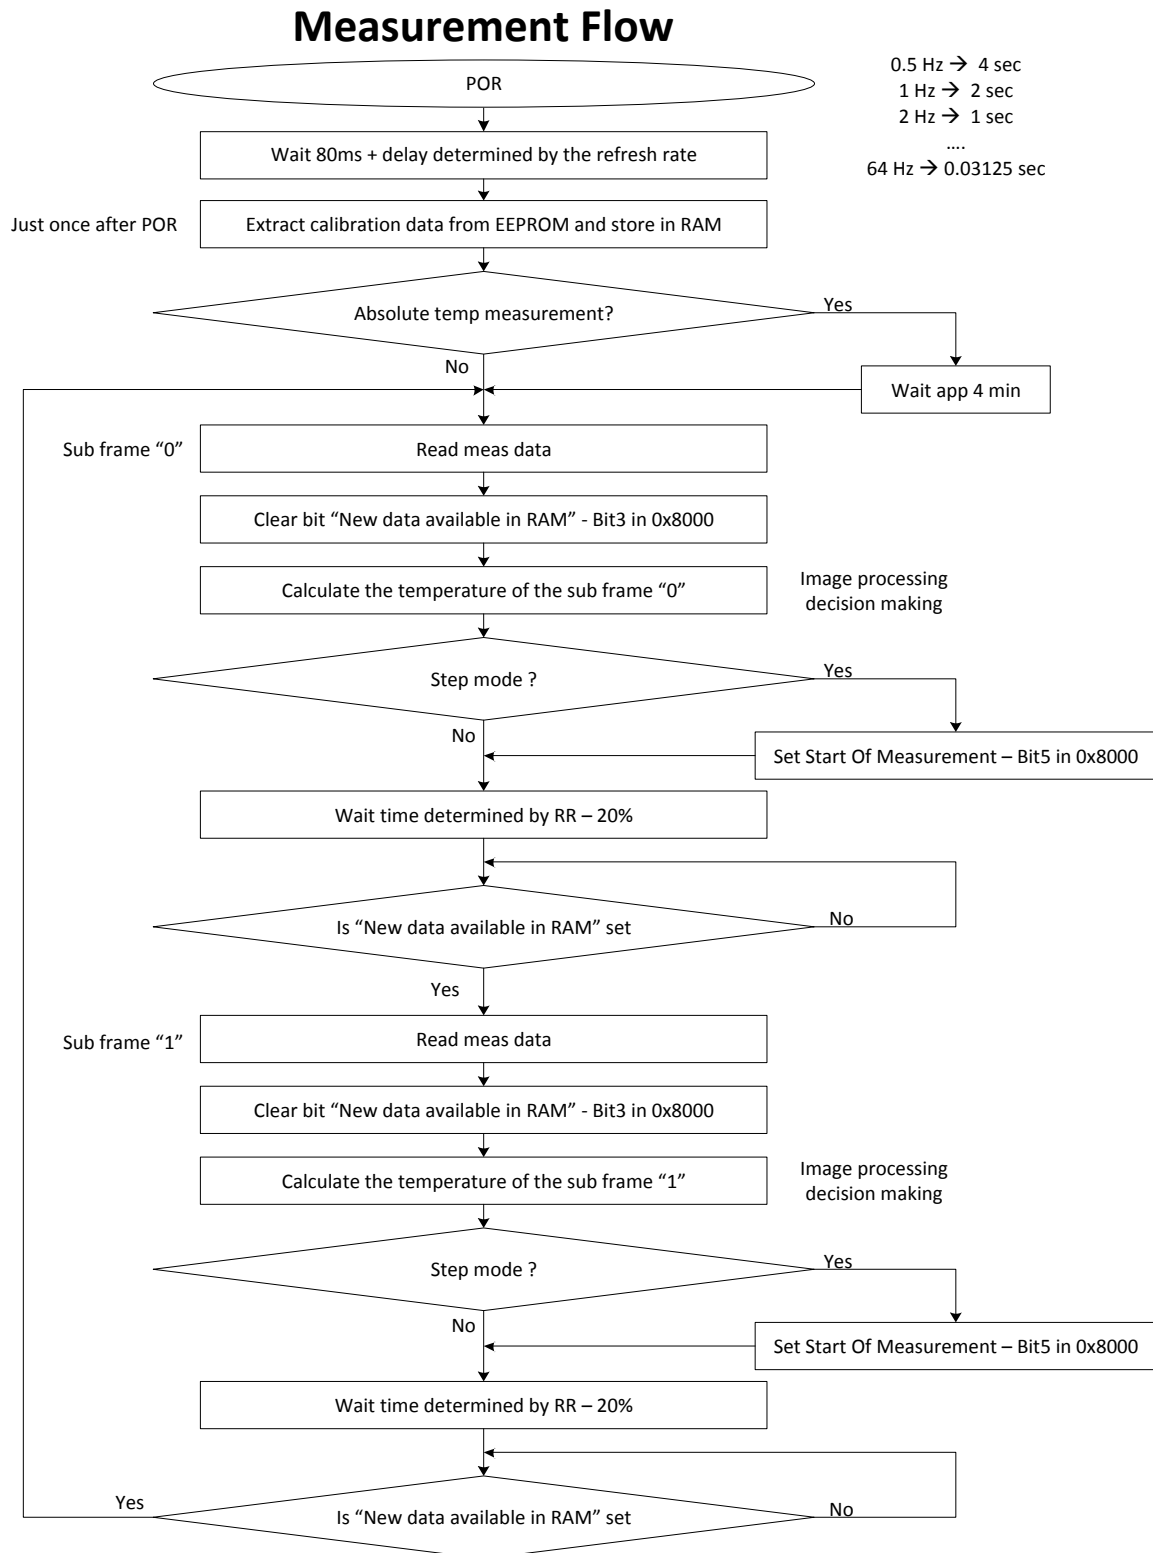 Measurement Flow
POR
0.5 Hz → 4 sec
1 Hz → 2 sec
2 Hz → 1 sec
....
64 Hz → 0.03125 sec
Wait 80ms + delay determined by the refresh rate
Just once after POR
Extract calibration data from EEPROM and store in RAM
Absolute temp measurement?
Yes
No
Wait app 4 min
Sub frame “0”
Read meas data
Clear bit “New data available in RAM” - Bit3 in 0x8000
Calculate the temperature of the sub frame “0”
Image processing
decision making
Step mode ?
Yes
No
Set Start Of Measurement – Bit5 in 0x8000
Wait time determined by RR – 20%
Is “New data available in RAM” set
No
Yes
Sub frame “1”
Read meas data
Clear bit “New data available in RAM” - Bit3 in 0x8000
Calculate the temperature of the sub frame “1”
Image processing
decision making
Step mode ?
Yes
No
Set Start Of Measurement – Bit5 in 0x8000
Wait time determined by RR – 20%
Yes
Is “New data available in RAM” set
No